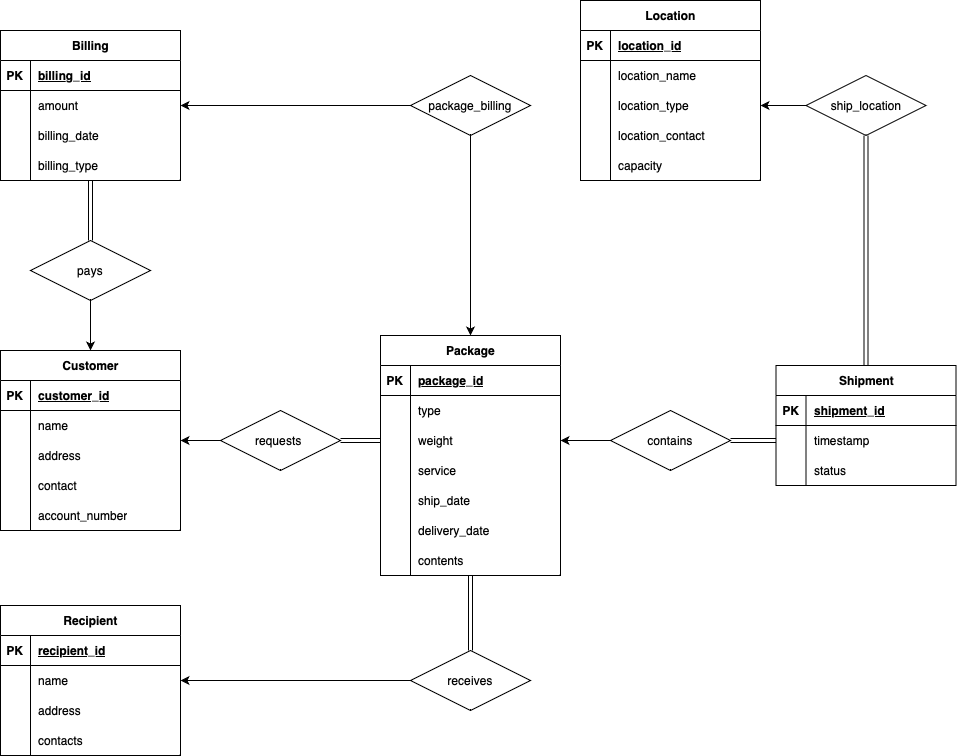 Billing
PK billing_id
amount
billing_date
billing_type
package_billing
Location
PK location_id
location_name
location_type
location_contact
capacity
ship_location
pays
Customer
PK customer_id
name
address
contact
account_number
requests
Package
PK package_id
type
weight
service
ship_date
delivery_date
contents
contains
Shipment
PK shipment_id
timestamp
status
Recipient
PK recipient_id
name
address
contacts
receives